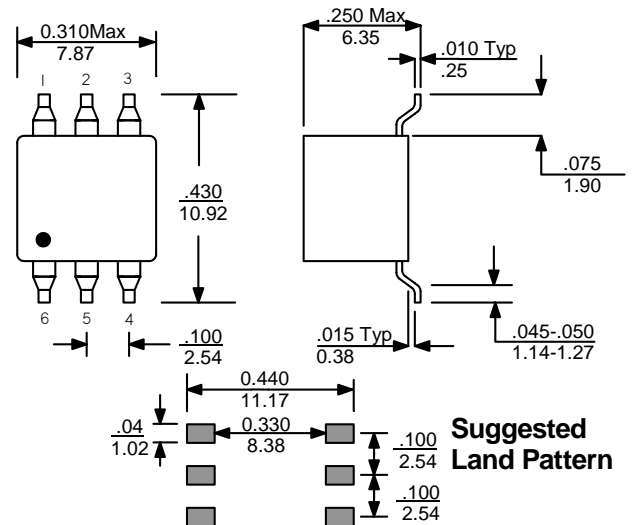 0.310Max
7.87
1 2 3
.430
10.92
6 5 4
.100
2.54
.250 Max
6.35
.010 Typ
.25
.075
1.90
.015 Typ
0.38
.045-.050
1.14-1.27
0.440
11.17
.04
1.02
0.330
8.38
.100
2.54
.100
2.54
Suggested
Land Pattern